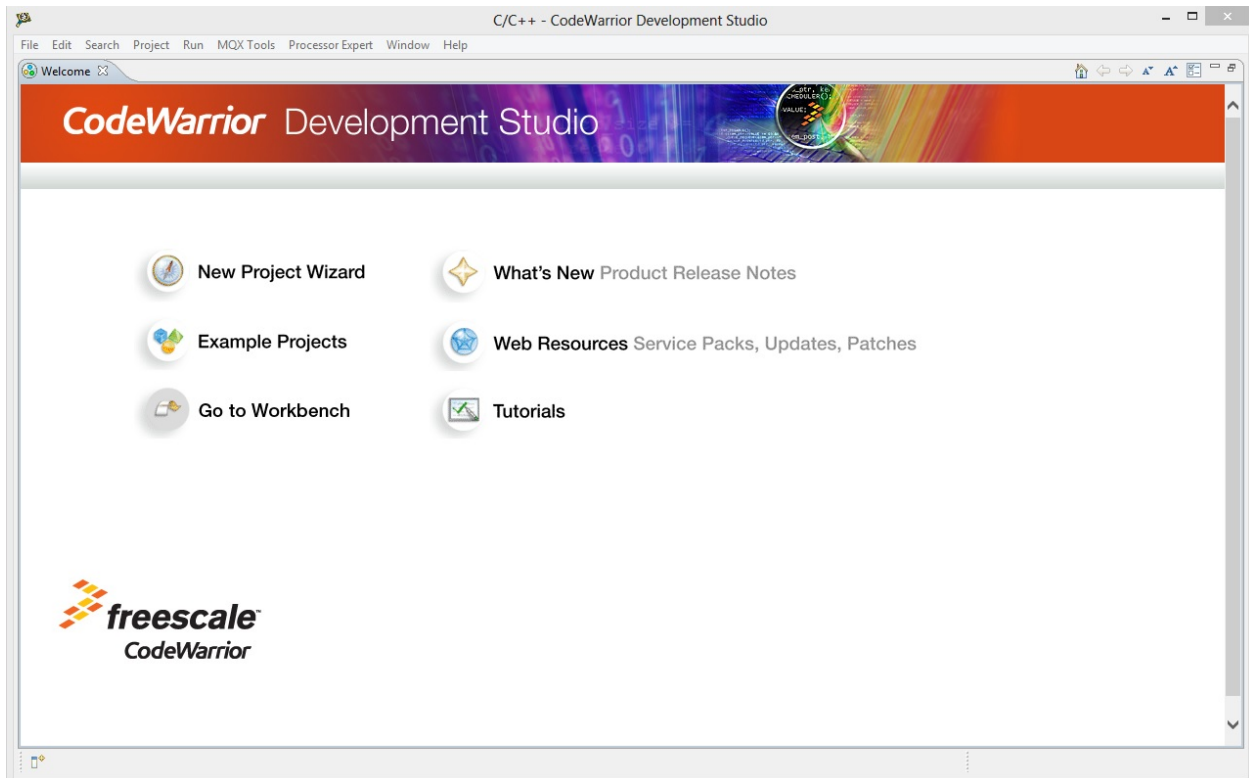 C/C++ - CodeWarrior Development Studio
File Edit Search Project Run MQX Tools Processor Expert Window Help
Welcome
CodeWarrior Development Studio
VALUE:
New Project Wizard
What's New Product Release Notes
Example Projects
Web Resources Service Packs, Updates, Patches
Go to Workbench
Tutorials
freescale™
CodeWarrior